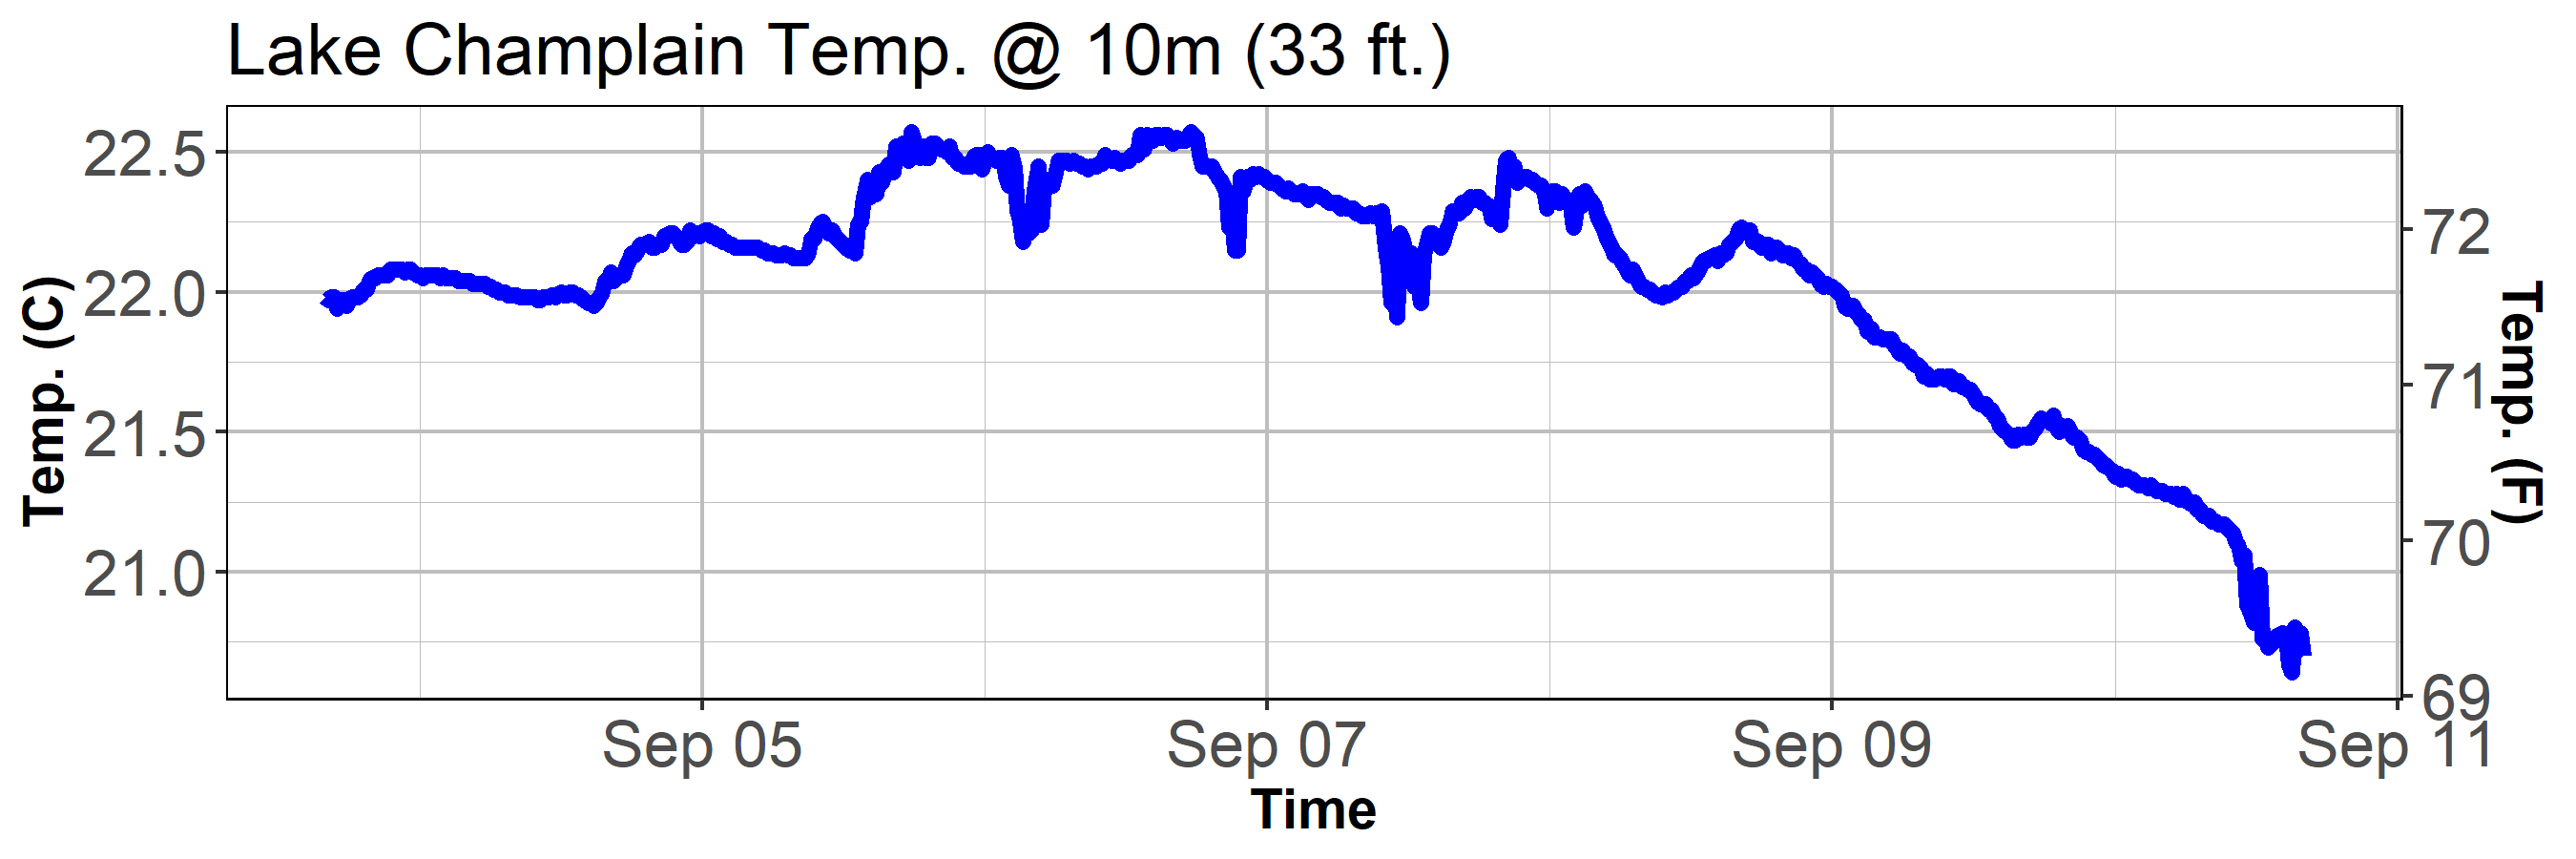 Lake Champlain Temp. @ 10m (33 ft.)
22.5
22.0
21.5
21.0
Temp. (C)
72
71
70
69
Temp. (F)
Sep 05 Sep 07 Sep 09 Sep 11
Time